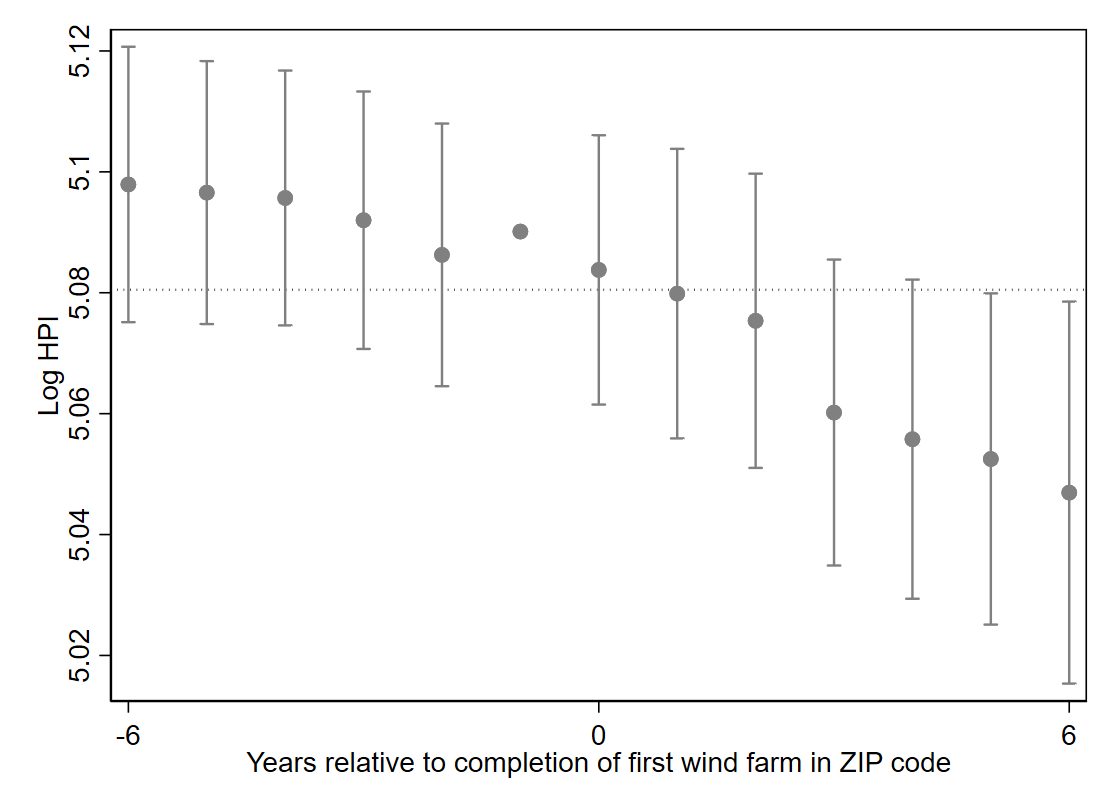 5.12
5.1
5.08
5.06
5.04
5.02
Log HPI
-6 0 6
Years relative to completion of first wind farm in ZIP code